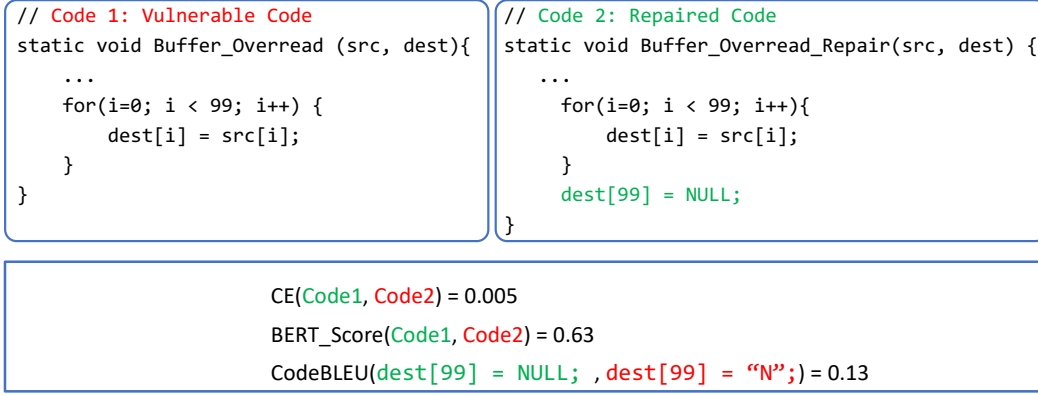 // Code 1: Vulnerable Code
static void Buffer_Overread (src, dest){
...
for(i=0; i < 99; i++) {
dest[i] = src[i];
}
}
// Code 2: Repaired Code
static void Buffer_Overread_Repair(src, dest) {
...
for(i=0; i < 99; i++){
dest[i] = src[i];
}
dest[99] = NULL;
}
CE(Code1, Code2) = 0.005
BERT_Score(Code1, Code2) = 0.63
CodeBLEU(dest[99] = NULL; , dest[99] = “N”;) = 0.13